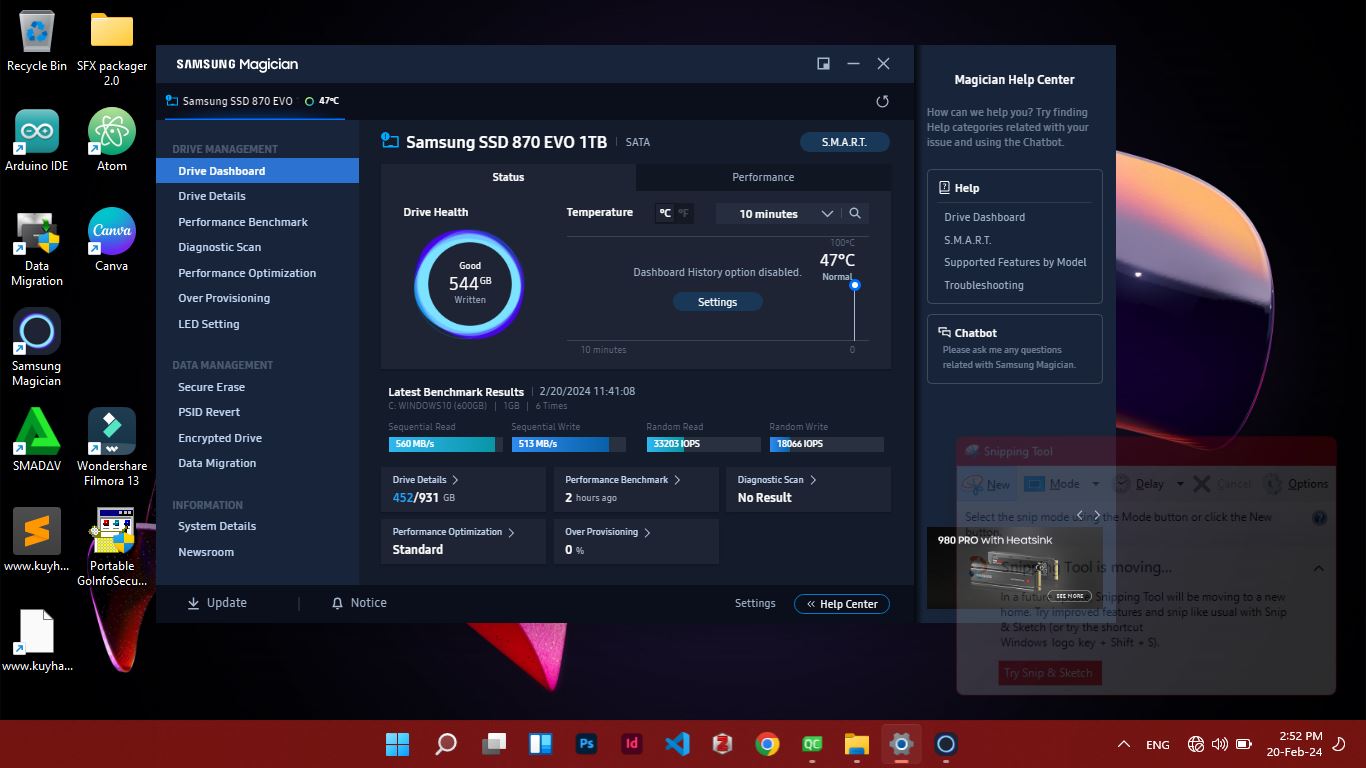 Recycle Bin
SFX packager
2.0
Arduino IDE
Atom
Data
Migration
Canva
Canva
Samsung
Magician
SMADΔV
Wondershare
Filmora 13
www.kuyh...
Portable
GoInfoSecu...
www.kuyha...
SAMSUNG Magician
Samsung SSD 870 EVO
47°C
DRIVE MANAGEMENT
Drive Dashboard
Drive Details
Performance Benchmark
Diagnostic Scan
Performance Optimization
Over Provisioning
LED Setting
DATA MANAGEMENT
Secure Erase
PSID Revert
Encrypted Drive
Data Migration
INFORMATION
System Details
Newsroom
Samsung SSD 870 EVO 1TB | SATA
S.M.A.R.T.
Status
Performance
Drive Health
Good
544 GB
Written
Temperature
°C °F
10 minutes
100°C
47°C
Normal
Dashboard History option disabled.
Settings
10 minutes
0
Latest Benchmark Results | 2/20/2024 11:41:08
C: WINDOWS10 (600GB) | 1GB | 6 Times
Sequential Read
560 MB/s
Sequential Write
513 MB/s
Random Read
33203 IOPS
Random Write
18066 IOPS
Drive Details >
452/931 GB
Performance Benchmark >
2 hours ago
Diagnostic Scan >
No Result
Performance Optimization >
Standard
Over Provisioning >
0 %
Update | Notice
Settings
« Help Center
Magician Help Center
How can we help you? Try finding
Help categories related with your
issue and using the Chatbot.
Help
Drive Dashboard
S.M.A.R.T.
Supported Features by Model
Troubleshooting
Chatbot
Please ask me any questions
related with Samsung Magician.
980 PRO with Heatsink
SEE MORE
Snipping Tool
New Mode Delay Cancel Options
Select the snip mode using the Mode button or click the New
button.
Snipping Tool is moving...
In a future Snipping Tool will be moving to a new
home. Try improved features and snip like usual with Snip
& Sketch (or try the shortcut
Windows logo key + Shift + S).
Try Snip & Sketch
Ps
Id
QC
ENG
2:52 PM
20-Feb-24